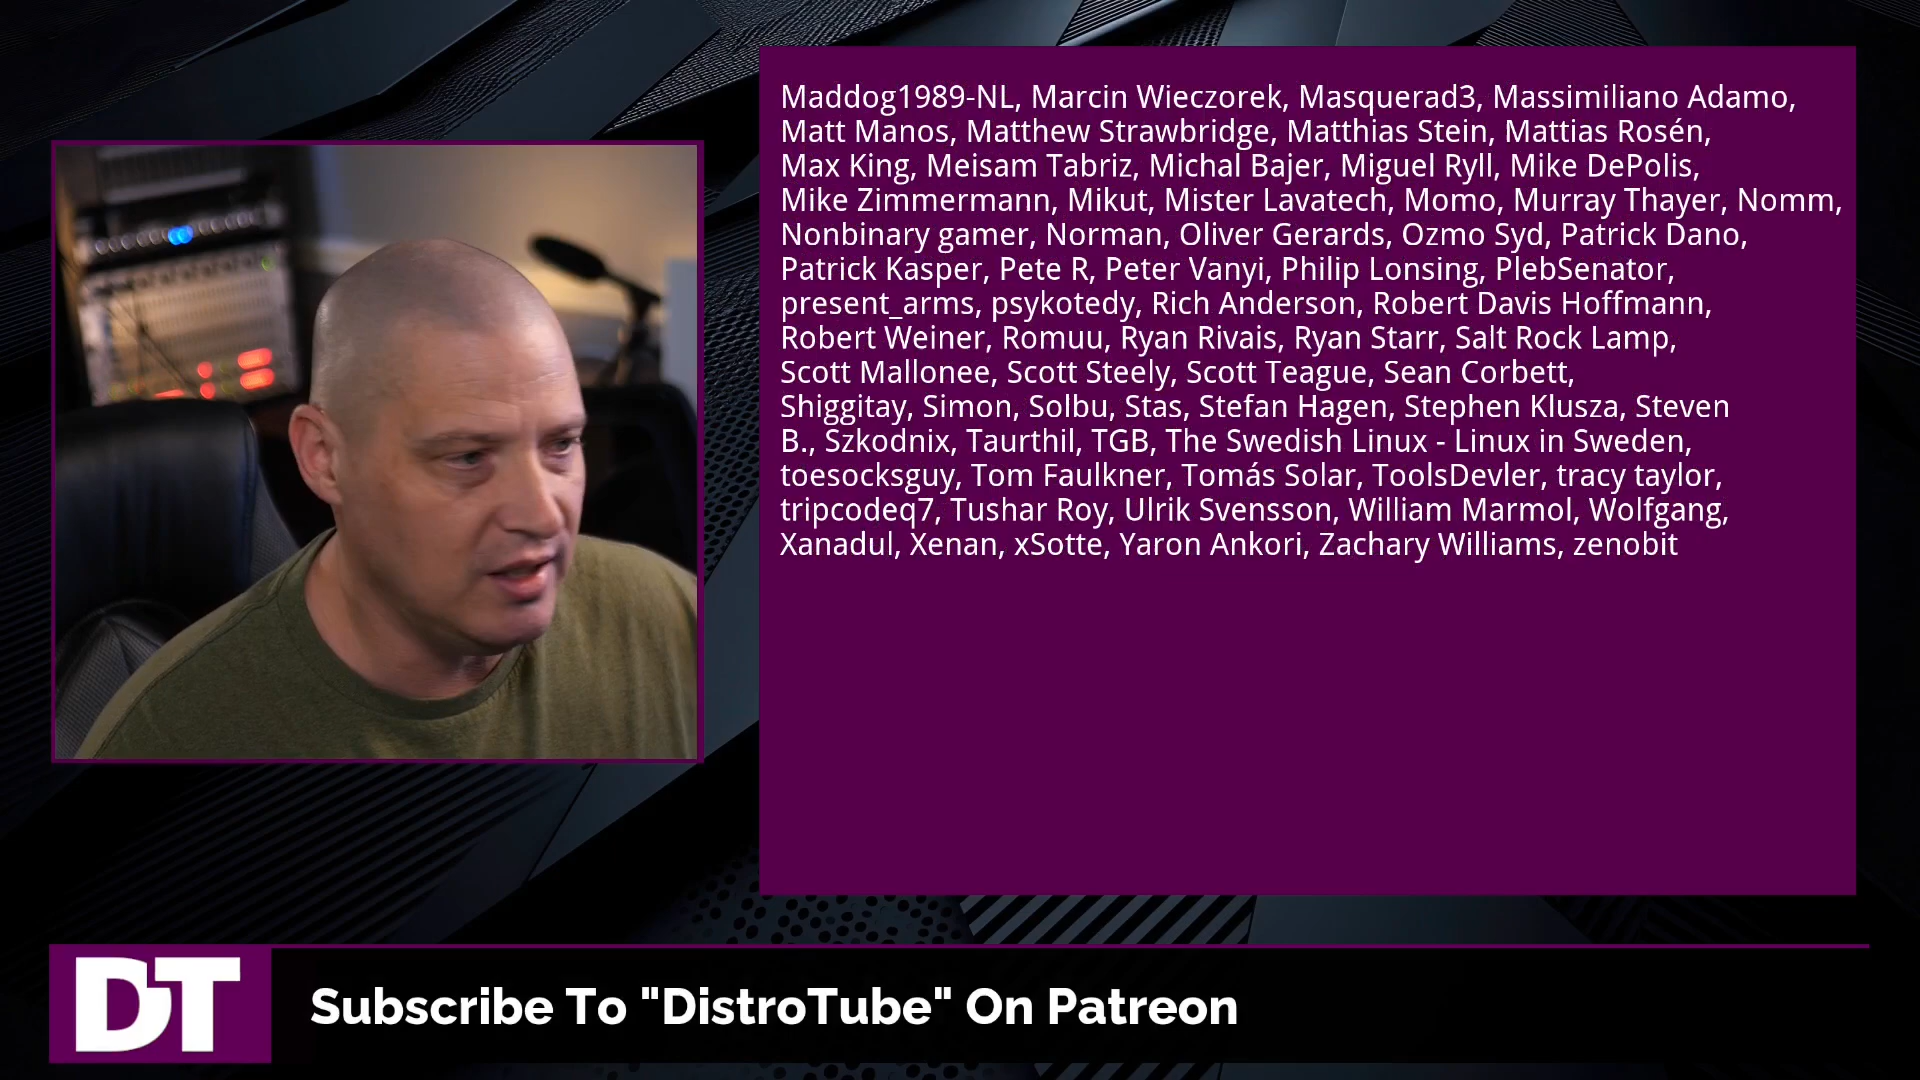 Maddog1989-NL, Marcin Wieczorek, Masquerad3, Massimiliano Adamo,
Matt Manos, Matthew Strawbridge, Matthias Stein, Mattias Rosén,
Max King, Meisam Tabriz, Michal Bajer, Miguel Ryll, Mike DePolis,
Mike Zimmermann, Mikut, Mister Lavatech, Momo, Murray Thayer, Nomm,
Nonbinary gamer, Norman, Oliver Gerards, Ozmo Syd, Patrick Dano,
Patrick Kasper, Pete R, Peter Vanyi, Philip Lonsing, PlebSenator,
present_arms, psykotedy, Rich Anderson, Robert Davis Hoffmann,
Robert Weiner, Romuu, Ryan Rivais, Ryan Starr, Salt Rock Lamp,
Scott Mallonee, Scott Steely, Scott Teague, Sean Corbett,
Shiggitay, Simon, Solbu, Stas, Stefan Hagen, Stephen Klusza, Steven
B., Szkodnix, Taurthil, TGB, The Swedish Linux - Linux in Sweden,
toesocksguy, Tom Faulkner, Tomás Solar, ToolsDevler, tracy taylor,
tripcodeq7, Tushar Roy, Ulrik Svensson, William Marmol, Wolfgang,
Xanadul, Xenan, xSotte, Yaron Ankori, Zachary Williams, zenobit
DT
Subscribe To "DistroTube" On Patreon